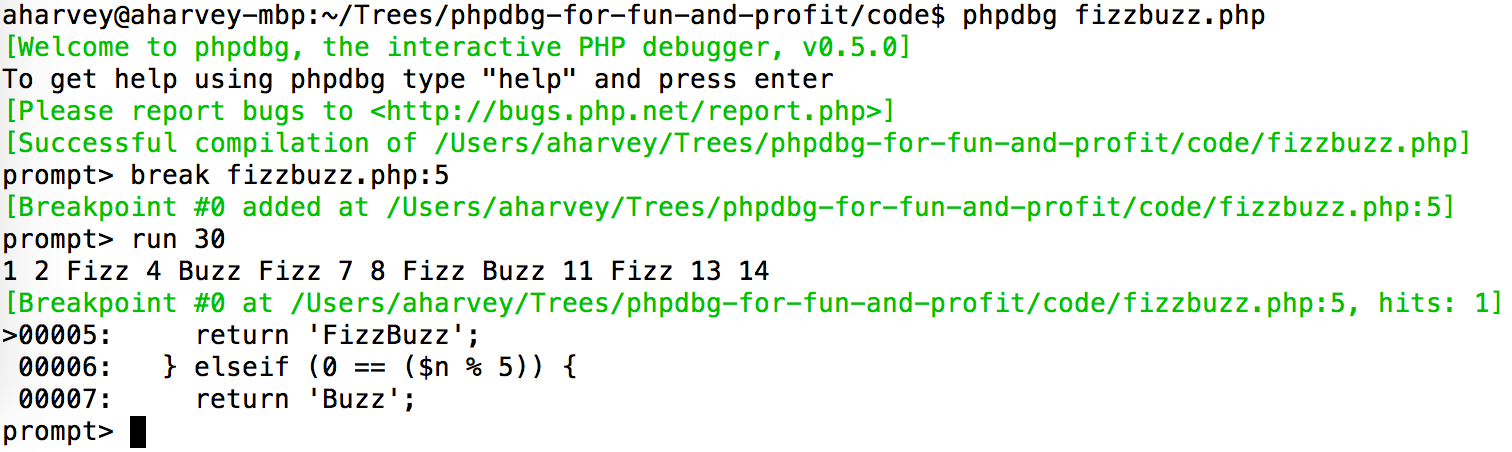 aharvey@aharvey-mbp:~/Trees/phpdbg-for-fun-and-profit/code$ phpdbg fizzbuzz.php
[Welcome to phpdbg, the interactive PHP debugger, v0.5.0]
To get help using phpdbg type "help" and press enter
[Please report bugs to <http://bugs.php.net/report.php>]
[Successful compilation of /Users/aharvey/Trees/phpdbg-for-fun-and-profit/code/fizzbuzz.php]
prompt> break fizzbuzz.php:5
[Breakpoint #0 added at /Users/aharvey/Trees/phpdbg-for-fun-and-profit/code/fizzbuzz.php:5]
prompt> run 30
1 2 Fizz 4 Buzz Fizz 7 8 Fizz Buzz 11 Fizz 13 14
[Breakpoint #0 at /Users/aharvey/Trees/phpdbg-for-fun-and-profit/code/fizzbuzz.php:5, hits: 1]
>00005:     return 'FizzBuzz';
 00006:   } elseif (0 == ($n % 5)) {
 00007:     return 'Buzz';
prompt>